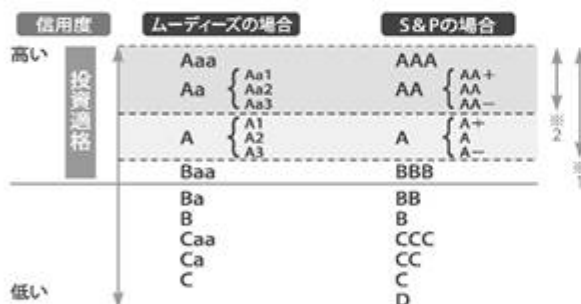 信用度 ムーディーズの場合 S&Pの場合
高い
投資適格
Aaa AAA
Aa { Aa1 Aa2 Aa3 AA { AA+ AA AA−
A { A1 A2 A3 A { A+ A A−
Baa BBB
Ba BB
B B
Caa CCC
Ca CC
C C
低い D
※2
※1